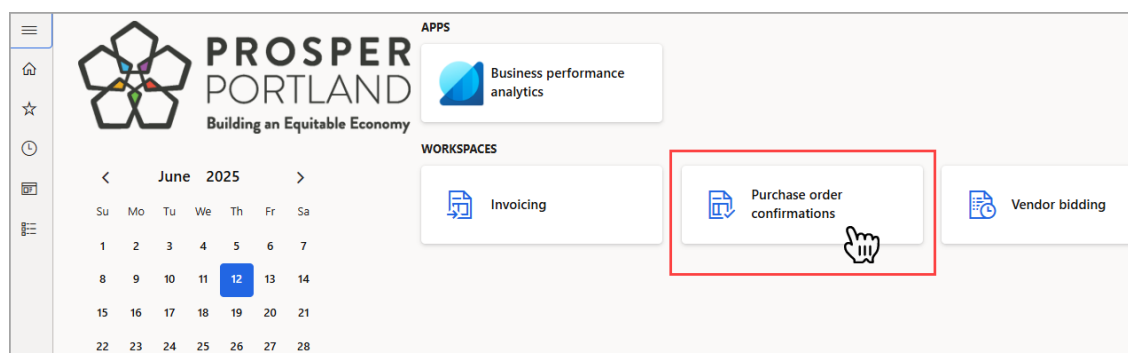 PROSPER
PORTLAND
Building an Equitable Economy
APPS
Business performance
analytics
WORKSPACES
Invoicing
Purchase order
confirmations
Vendor bidding
June 2025
Su Mo Tu We Th Fr Sa
1 2 3 4 5 6 7
8 9 10 11 12 13 14
15 16 17 18 19 20 21
22 23 24 25 26 27 28